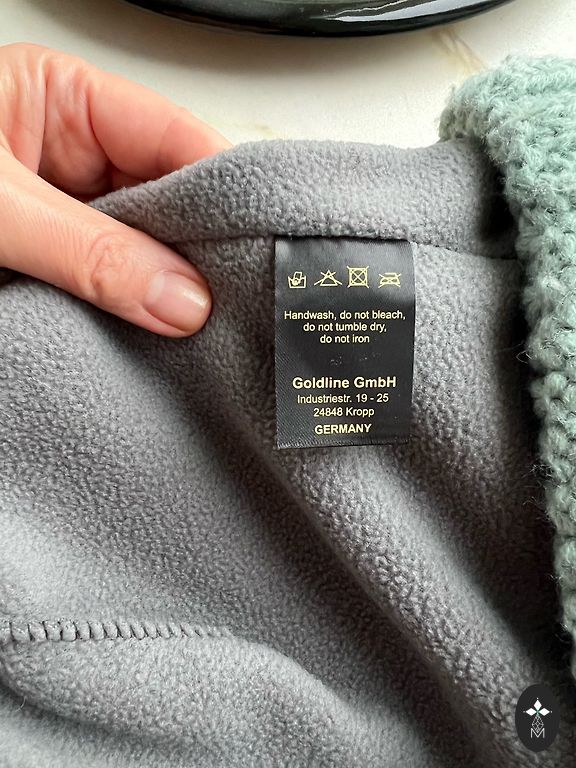 Handwash, do not bleach,
do not tumble dry,
do not iron
Goldline GmbH
Industriestr. 19 - 25
24848 Kropp
GERMANY
M